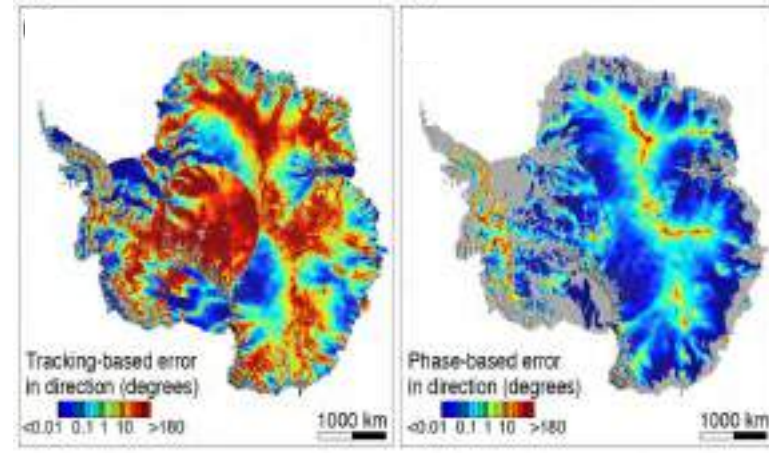 Tracking-based error
in direction (degrees)
<0.01 0.1 1 10 >180
1000 km
Phase-based error
in direction (degrees)
<0.01 0.1 1 10 >180
1000 km